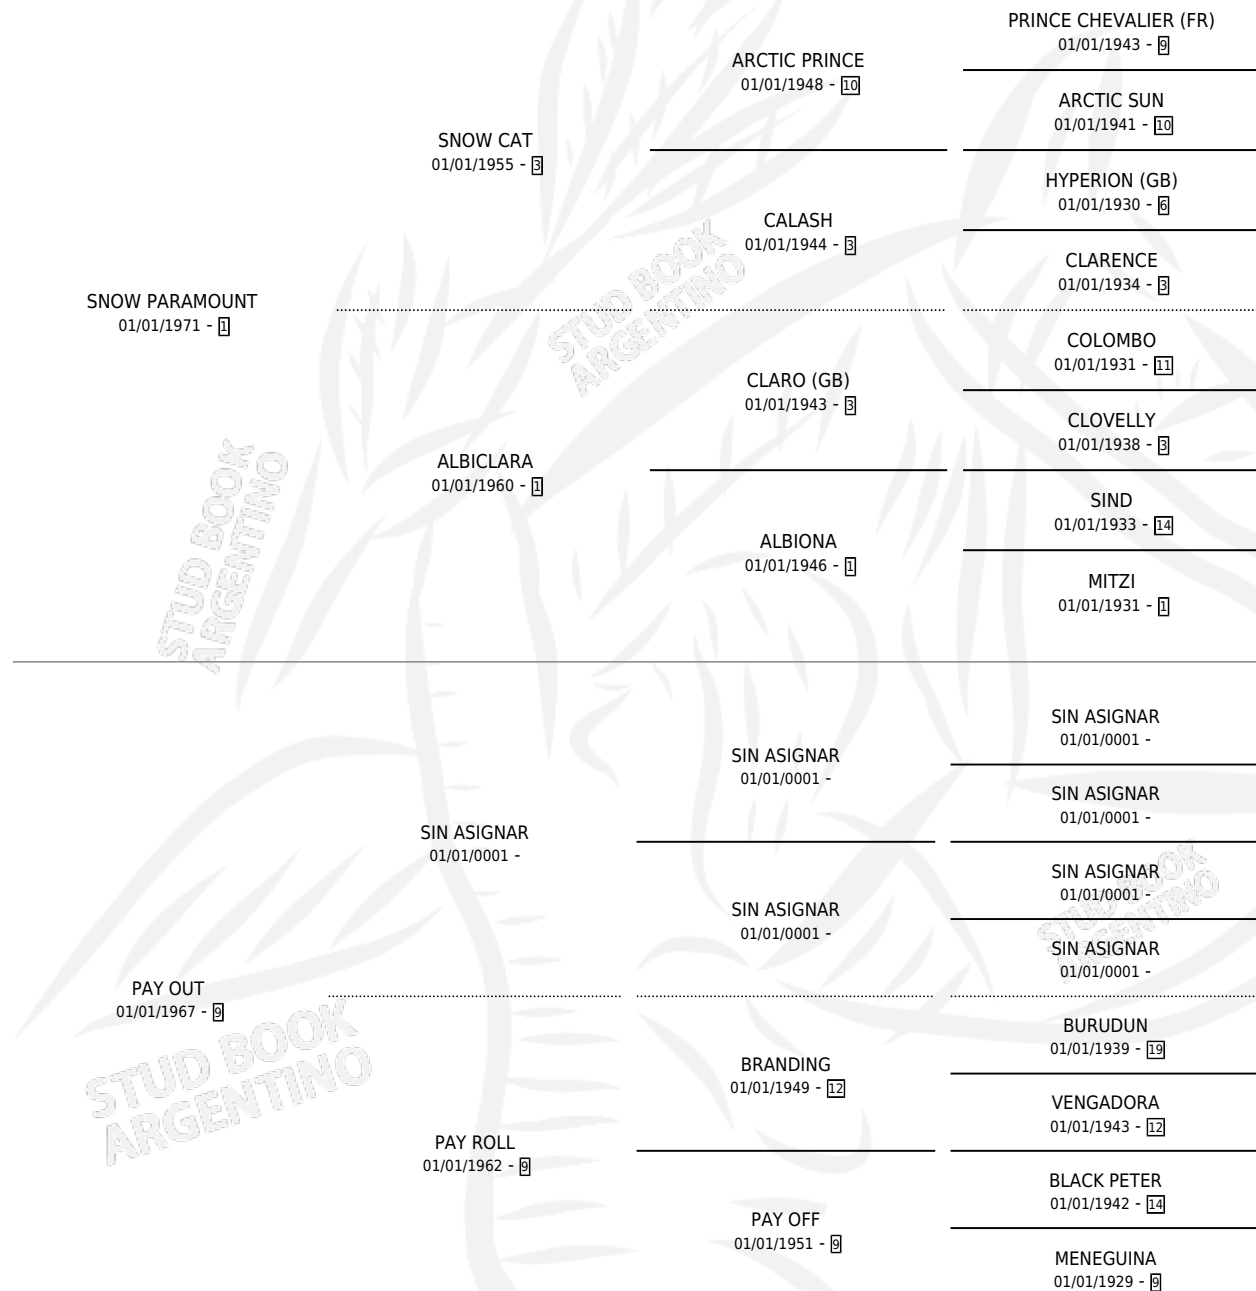 PRINCE CHEVALIER (FR)
01/01/1943 - 9
ARCTIC PRINCE
01/01/1948 - 10
ARCTIC SUN
01/01/1941 - 10
SNOW CAT
01/01/1955 - 3
HYPERION (GB)
01/01/1930 - 6
CALASH
01/01/1944 - 3
CLARENCE
01/01/1934 - 3
SNOW PARAMOUNT
01/01/1971 - 1
COLOMBO
01/01/1931 - 11
CLARO (GB)
01/01/1943 - 3
CLOVELLY
01/01/1938 - 3
ALBICLARA
01/01/1960 - 1
SIND
01/01/1933 - 14
ALBIONA
01/01/1946 - 1
MITZI
01/01/1931 - 1
STUD BOOK
ARGENTINO
STUD BOOK
ARGENTINO
SIN ASIGNAR
01/01/0001 -
SIN ASIGNAR
01/01/0001 -
SIN ASIGNAR
01/01/0001 -
SIN ASIGNAR
01/01/0001 -
SIN ASIGNAR
01/01/0001 -
SIN ASIGNAR
01/01/0001 -
SIN ASIGNAR
01/01/0001 -
STUD BOOK
ARGENTINO
PAY OUT
01/01/1967 - 9
BURUDUN
01/01/1939 - 19
BRANDING
01/01/1949 - 12
VENGADORA
01/01/1943 - 12
PAY ROLL
01/01/1962 - 9
BLACK PETER
01/01/1942 - 14
PAY OFF
01/01/1951 - 9
MENEGUINA
01/01/1929 - 9
STUD BOOK
ARGENTINO